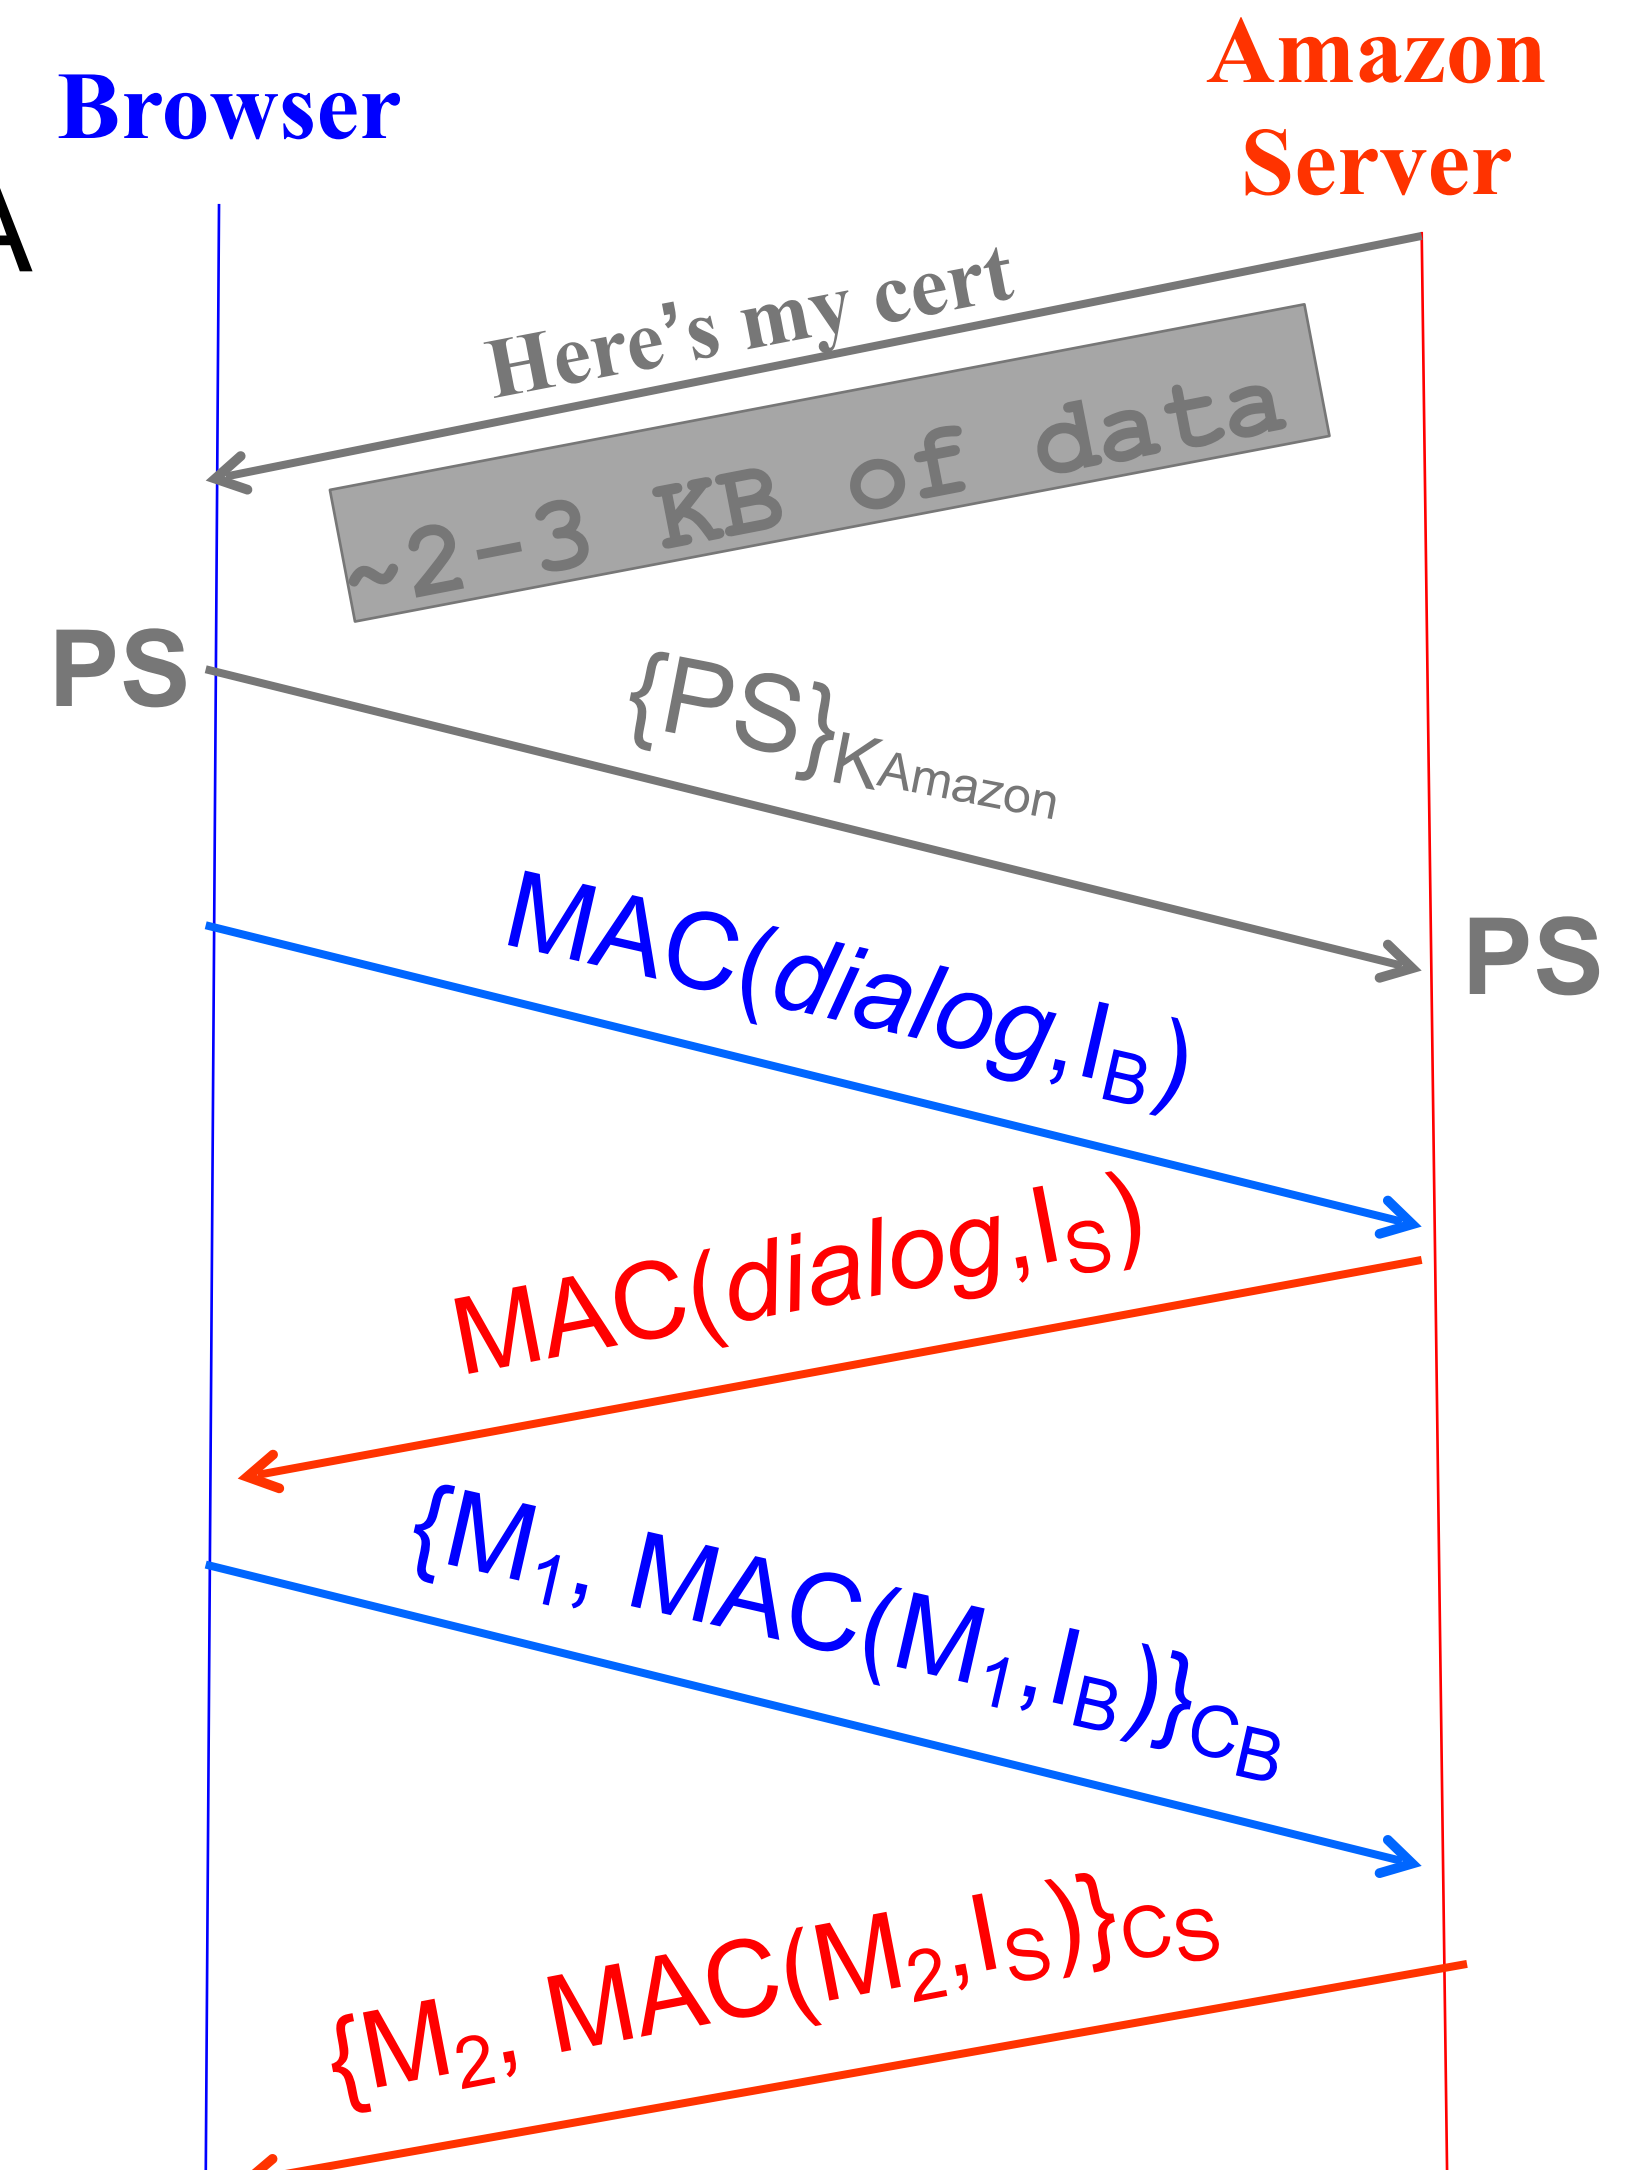 Browser
Amazon
Server
A
Here’s my cert
~2-3 KB of data
PS
{PS}KAmazon
PS
MAC(dialog,IB)
MAC(dialog,IS)
{M1, MAC(M1,IB)}CB
{M2, MAC(M2,IS)}CS